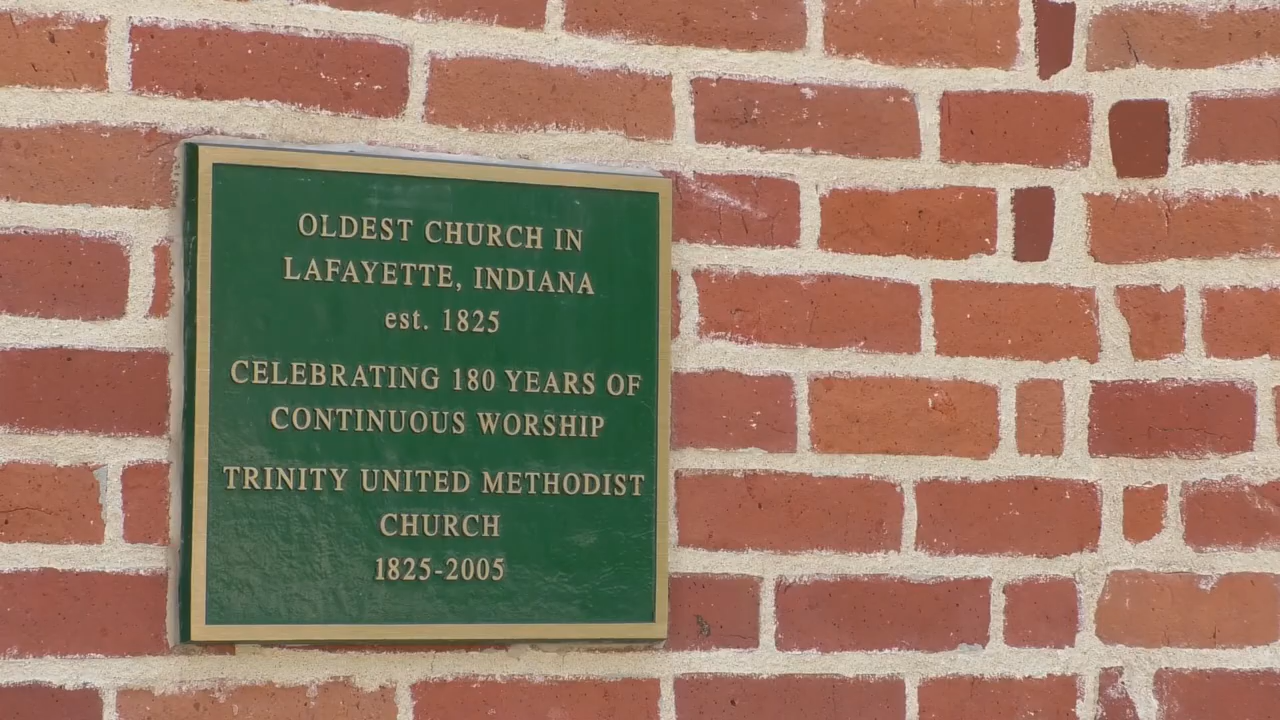 OLDEST CHURCH IN
LAFAYETTE, INDIANA
est. 1825
CELEBRATING 180 YEARS OF
CONTINUOUS WORSHIP
TRINITY UNITED METHODIST
CHURCH
1825-2005